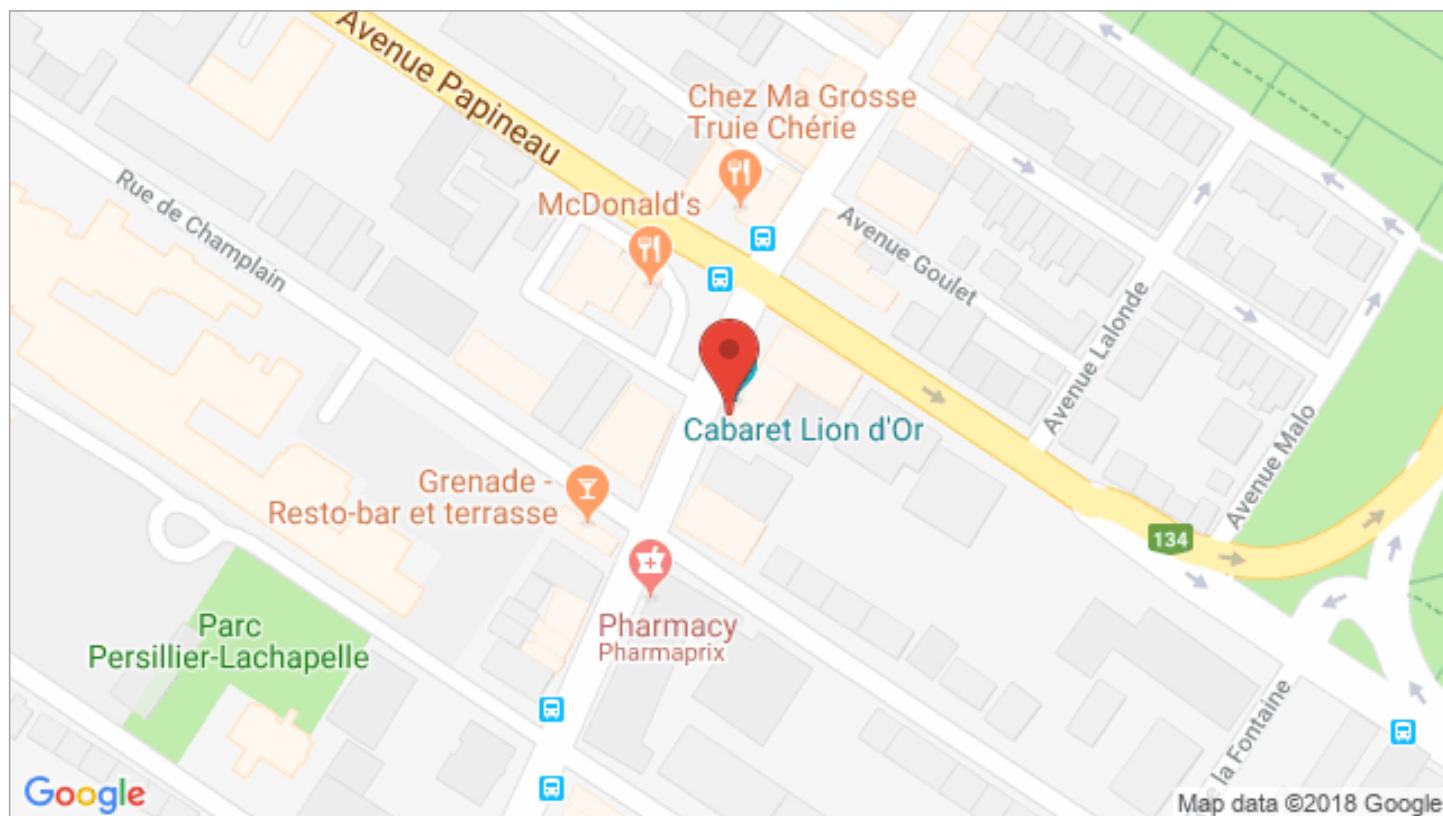 Avenue Papineau
Chez Ma Grosse
Truie Chérie
McDonald's
Rue de Champlain
Avenue Goulet
Avenue Lalonde
Avenue Malo
Cabaret Lion d'Or
Grenade -
Resto-bar et terrasse
134
Pharmacy
Pharmaprix
Parc
Persillier-Lachapelle
e la Fontaine
Google
Map data ©2018 Google